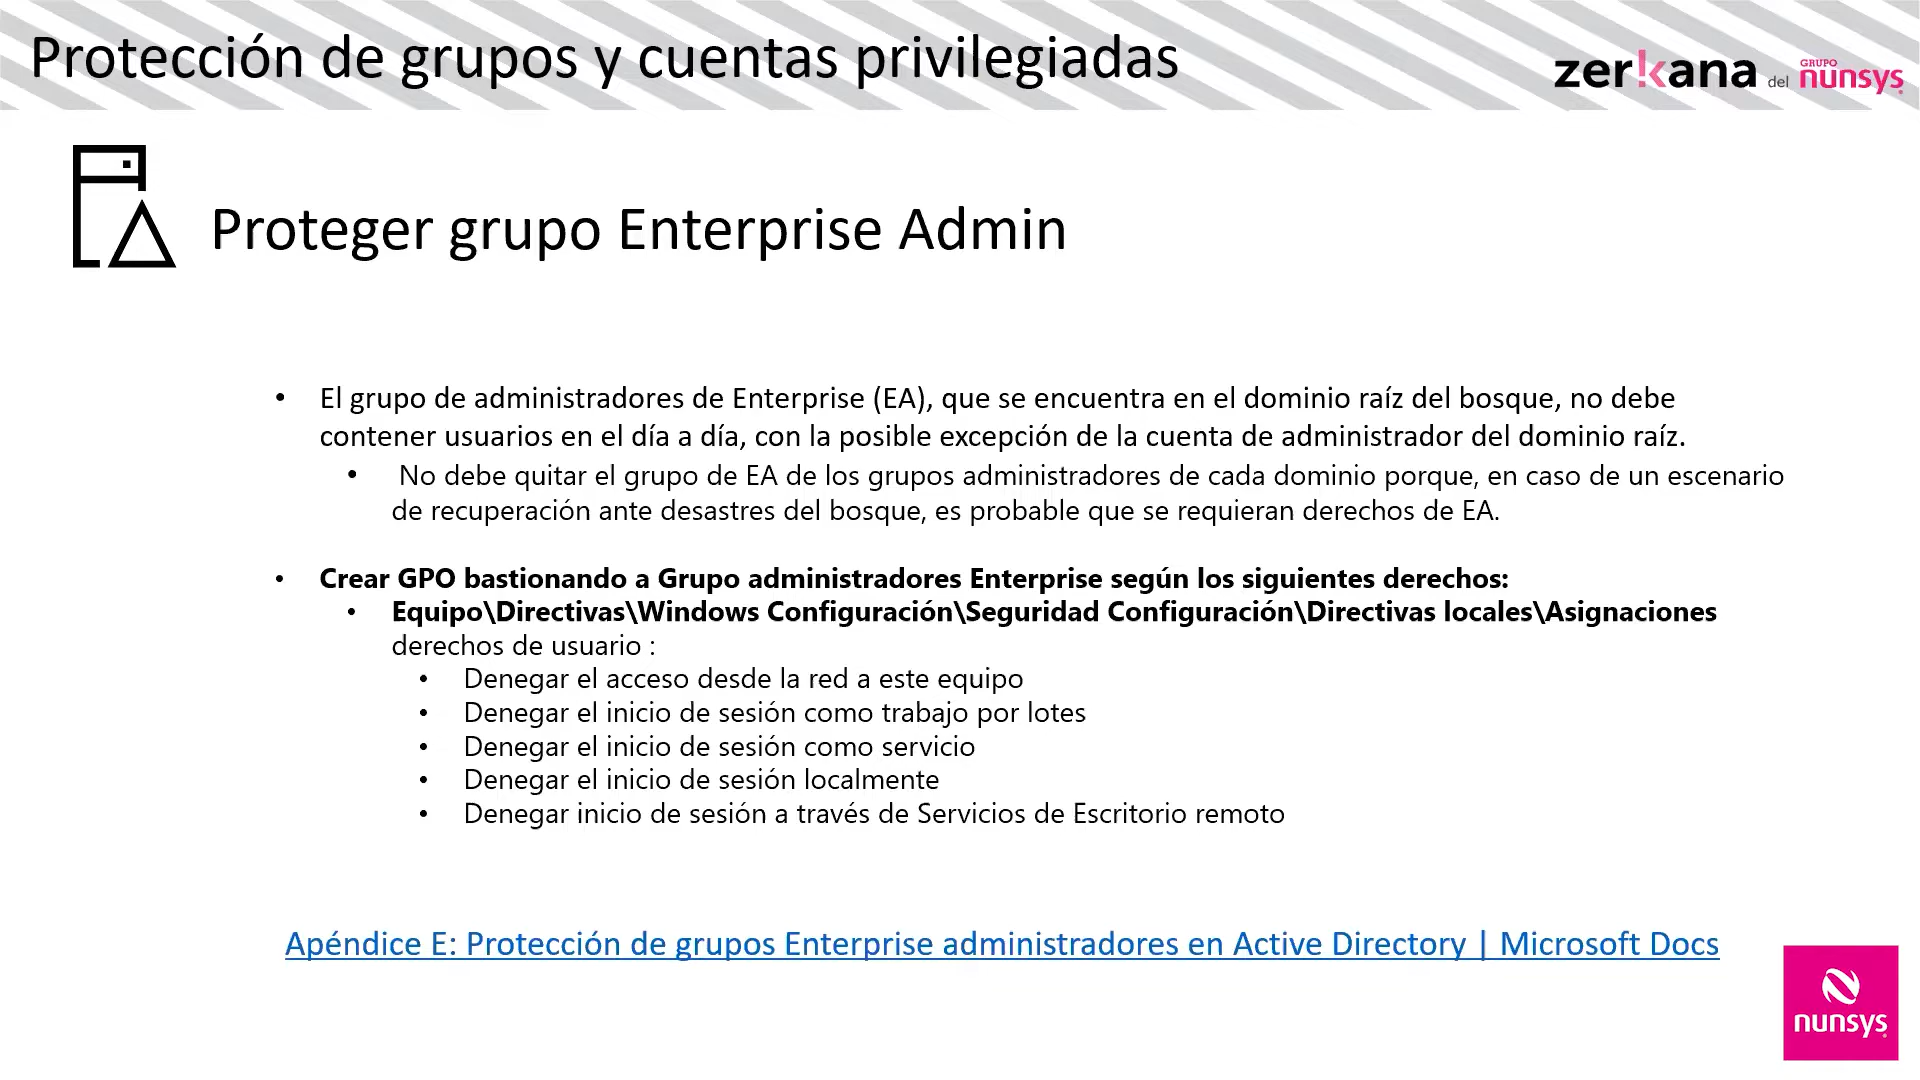 Protección de grupos y cuentas privilegiadas
zerkana del GRUPO nunsys
Proteger grupo Enterprise Admin
• El grupo de administradores de Enterprise (EA), que se encuentra en el dominio raíz del bosque, no debe
contener usuarios en el día a día, con la posible excepción de la cuenta de administrador del dominio raíz.
• No debe quitar el grupo de EA de los grupos administradores de cada dominio porque, en caso de un escenario
de recuperación ante desastres del bosque, es probable que se requieran derechos de EA.
• Crear GPO bastionando a Grupo administradores Enterprise según los siguientes derechos:
• Equipo\Directivas\Windows Configuración\Seguridad Configuración\Directivas locales\Asignaciones
derechos de usuario :
• Denegar el acceso desde la red a este equipo
• Denegar el inicio de sesión como trabajo por lotes
• Denegar el inicio de sesión como servicio
• Denegar el inicio de sesión localmente
• Denegar inicio de sesión a través de Servicios de Escritorio remoto
Apéndice E: Protección de grupos Enterprise administradores en Active Directory | Microsoft Docs
nunsys